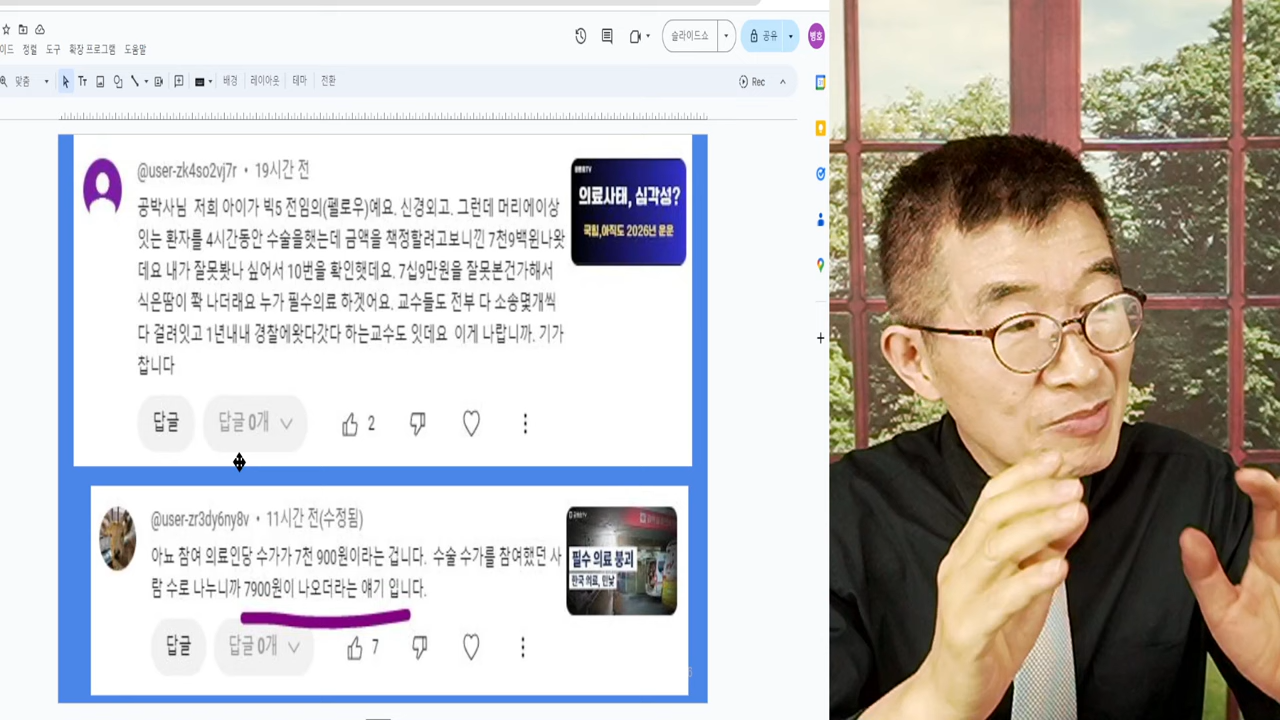 이드 정렬 도구 확장 프로그램 도움말
슬라이드쇼
공유
범호
맞춤
배경 레이아웃 테마 전환
Rec
@user-zk4so2vj7r • 19시간 전
공박사님 저희 아이가 빅5 전임의(펠로우)예요. 신경외고. 그런데 머리에이상
잇는 환자를 4시간동안 수술을햇는데 금액을 책정할려고보니낀 7천9백원나왓
데요 내가 잘못봤나 싶어서 10번을 확인했데요. 7십9만원을 잘못본건가해서
식은땀이 쫙 나더래요 누가 필수의료 하겟어요. 교수들도 전부 다 소송몇개씩
다 걸려잇고 1년내내 경찰에왓다갓다 하는교수도 잇데요 이게 나랍니까. 기가
찹니다
답글
답글 0개
2
의료사태, 심각성?
국힘,아직도 2026년 운운
@user-zr3dy6ny8v • 11시간 전(수정됨)
아뇨 참여 의료인당 수가가 7천 900원이라는 겁니다. 수술 수가를 참여했던 사
람 수로 나누니까 7900원이 나오더라는 얘기 입니다.
답글
답글 0개
7
필수 의료 붕괴
한국 의료, 민낯